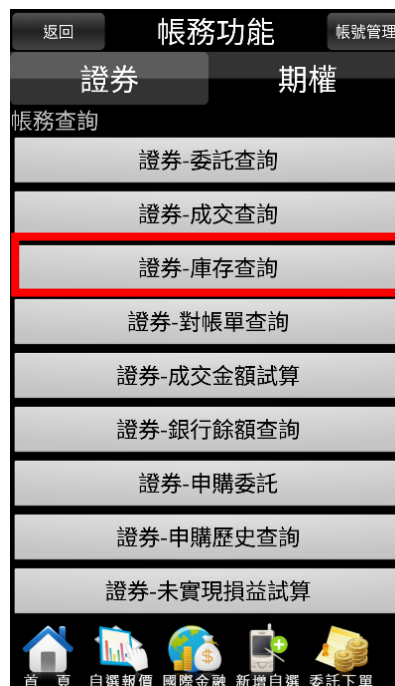 返回 帳務功能 帳號管理
證券 期權
帳務查詢
證券-委託查詢
證券-成交查詢
證券-庫存查詢
證券-對帳單查詢
證券-成交金額試算
證券-銀行餘額查詢
證券-申購委託
證券-申購歷史查詢
證券-未實現損益試算
首 頁 自選報價 國際金融 新增自選 委託下單